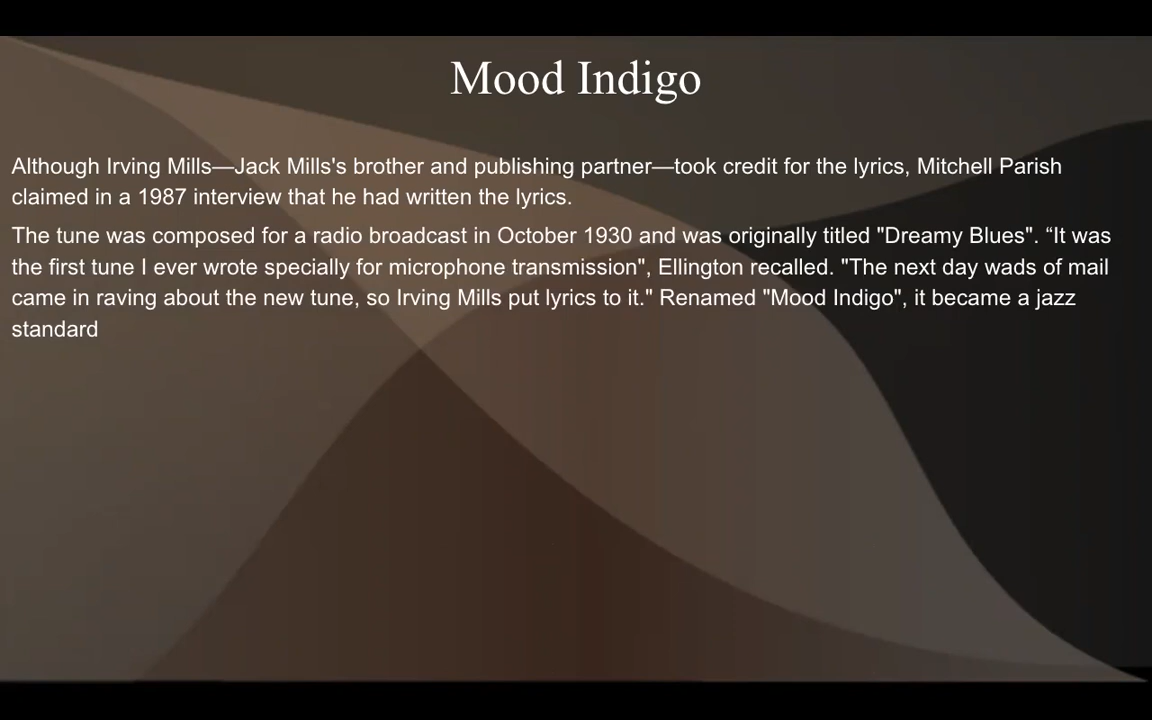 Mood Indigo
Although Irving Mills—Jack Mills's brother and publishing partner—took credit for the lyrics, Mitchell Parish
claimed in a 1987 interview that he had written the lyrics.
The tune was composed for a radio broadcast in October 1930 and was originally titled "Dreamy Blues". “It was
the first tune I ever wrote specially for microphone transmission", Ellington recalled. "The next day wads of mail
came in raving about the new tune, so Irving Mills put lyrics to it." Renamed "Mood Indigo", it became a jazz
standard